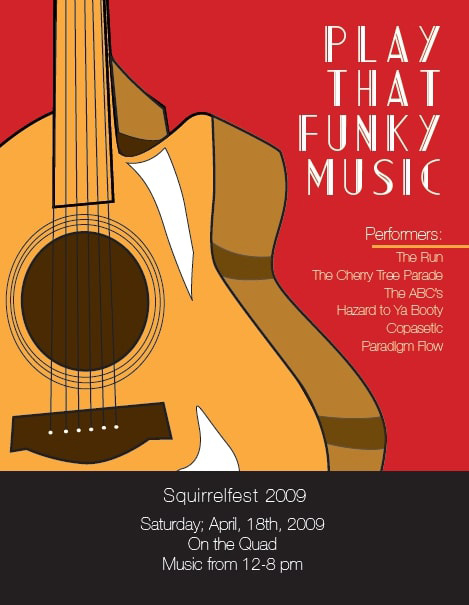 PLAY
THAT
FUNKY
MUSIC
Performers:
The Run
The Cherry Tree Parade
The ABC's
Hazard to Ya Booty
Copasetic
Paradigm Flow
Squirrelfest 2009
Saturday; April, 18th, 2009
On the Quad
Music from 12-8 pm